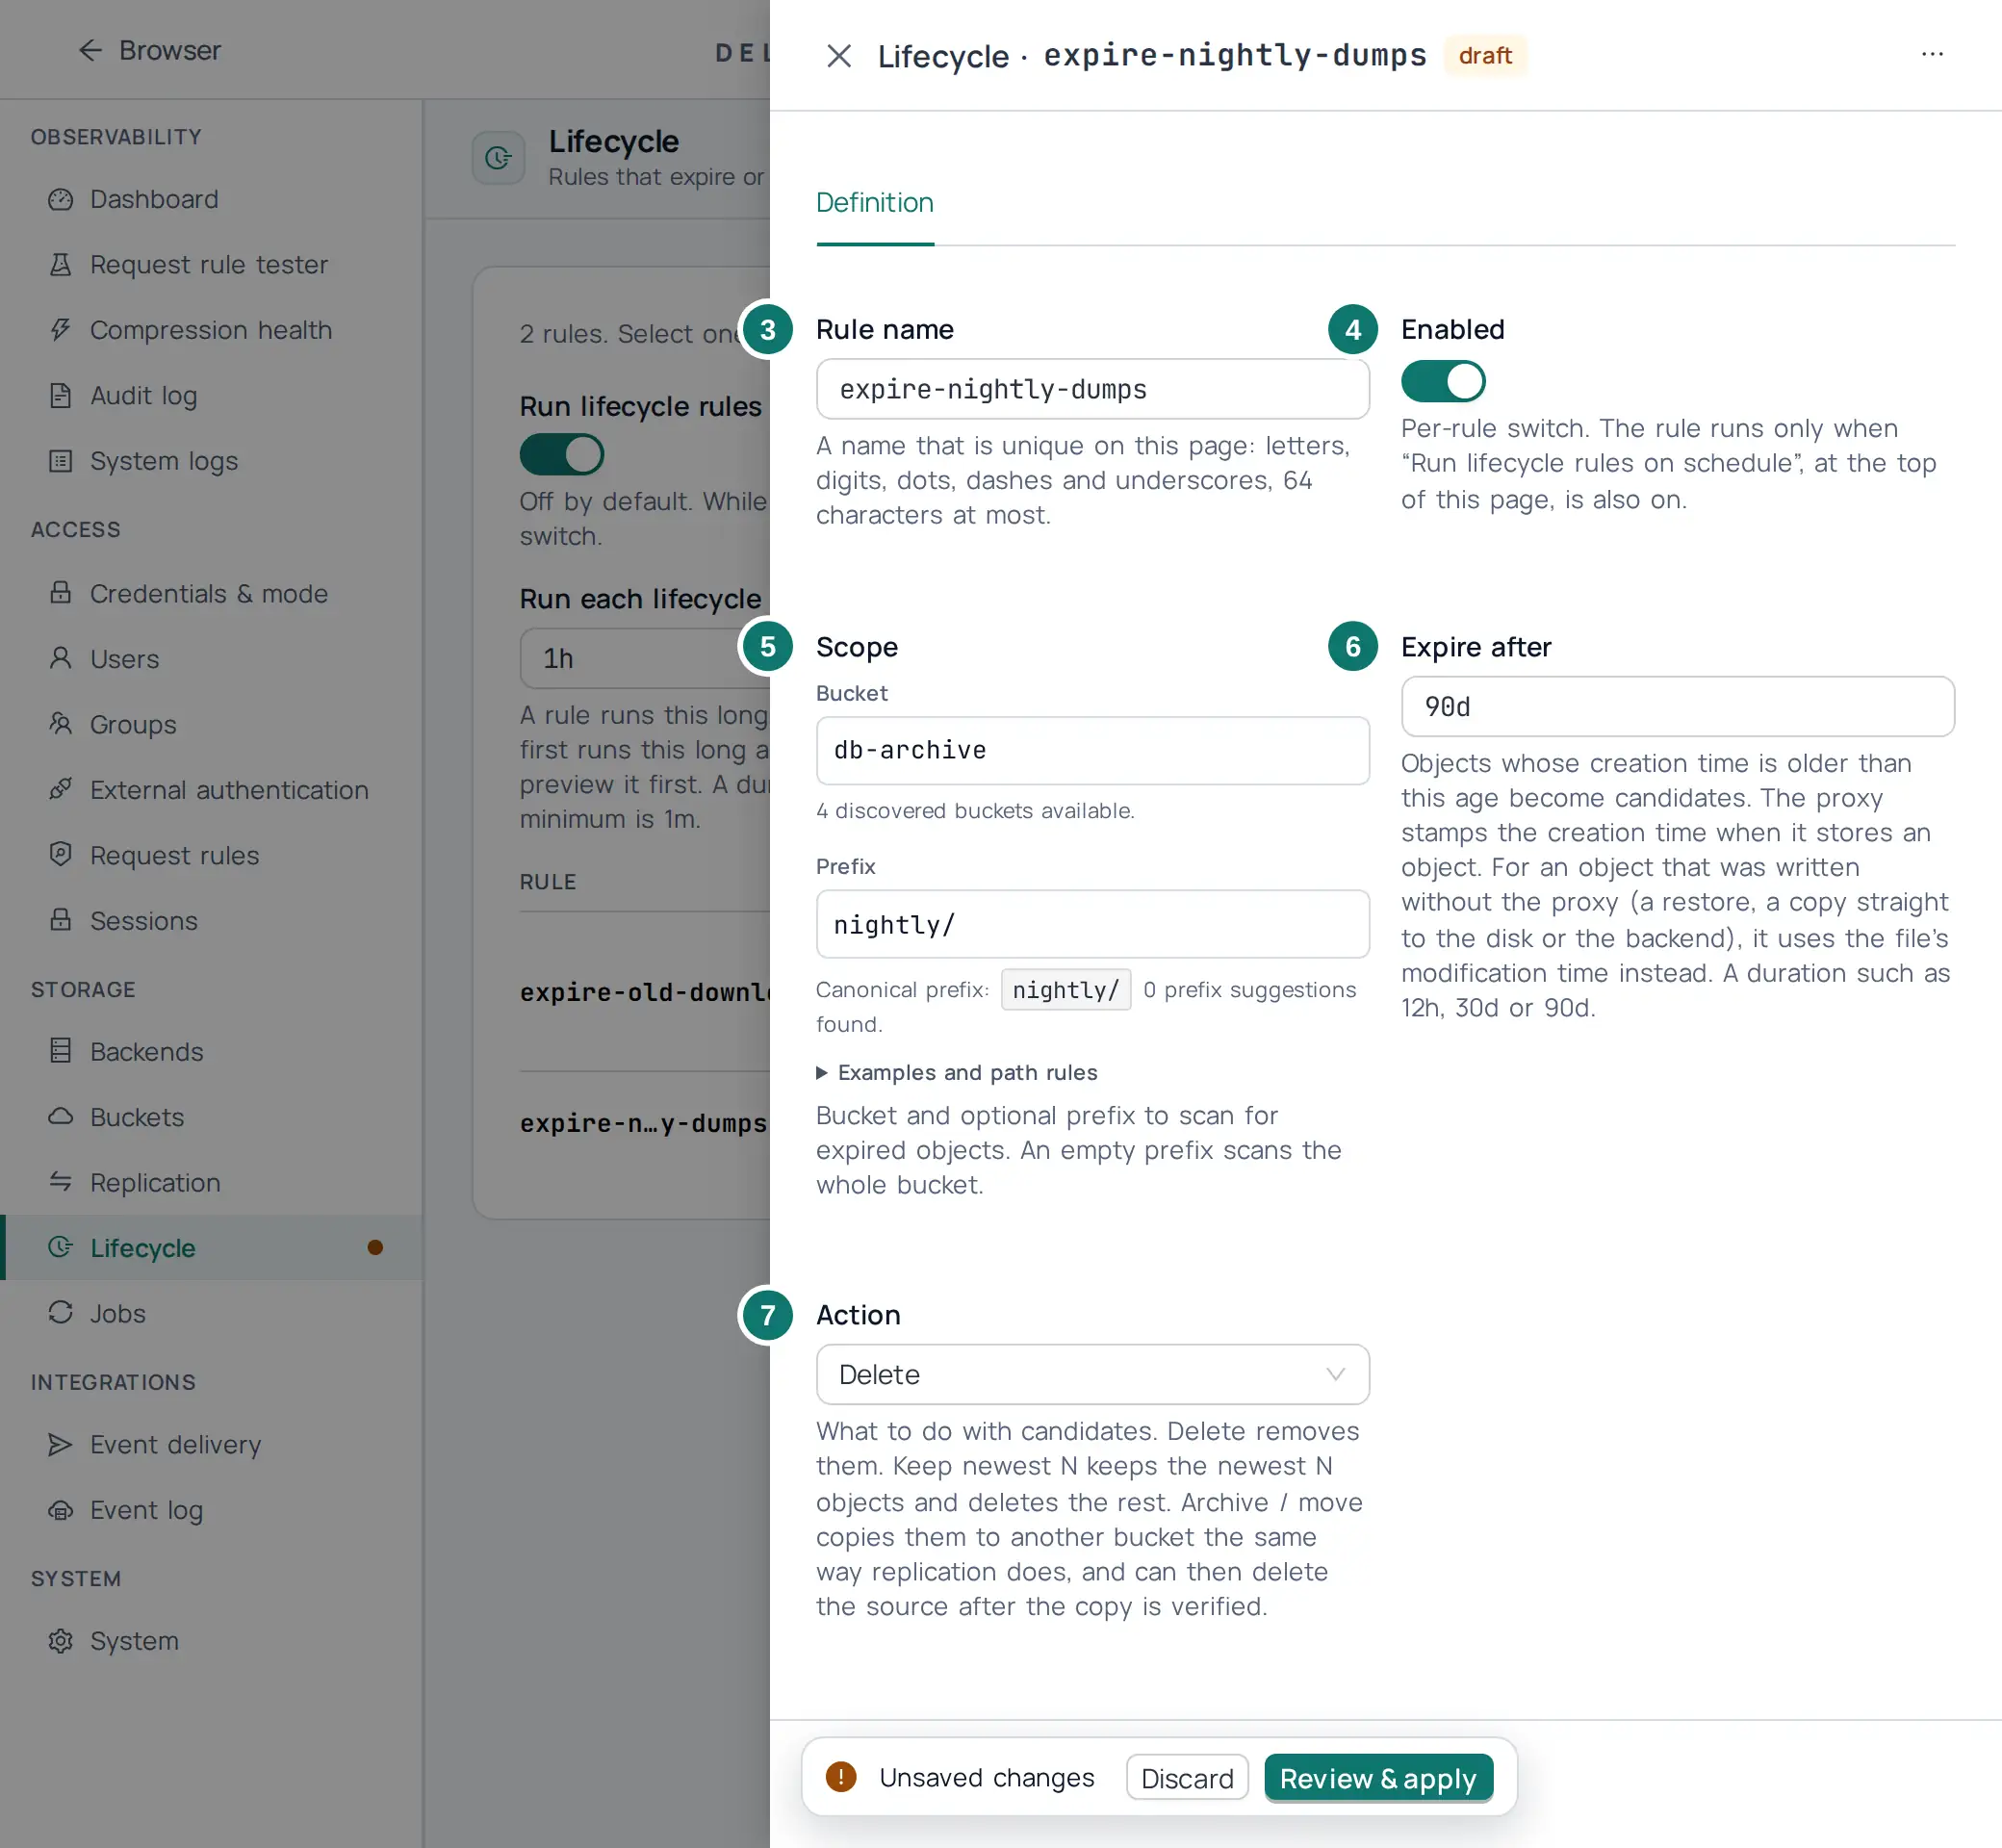 Browser
DEL
OBSERVABILITY
Dashboard
Request rule tester
Compression health
Audit log
System logs
ACCESS
Credentials & mode
Users
Groups
External authentication
Request rules
Sessions
STORAGE
Backends
Buckets
Replication
Lifecycle
Jobs
INTEGRATIONS
Event delivery
Event log
SYSTEM
System
Lifecycle
Rules that expire or
2 rules. Select one
Run lifecycle rules
Off by default. While
switch.
Run each lifecycle
1h
A rule runs this long
first runs this long a
preview it first. A du
minimum is 1m.
RULE
expire-old-downl
expire-n…y-dumps
Lifecycle · expire-nightly-dumps draft
Definition
3 Rule name
expire-nightly-dumps
A name that is unique on this page: letters,
digits, dots, dashes and underscores, 64
characters at most.
4 Enabled
Per-rule switch. The rule runs only when
“Run lifecycle rules on schedule”, at the top
of this page, is also on.
5 Scope
Bucket
db-archive
4 discovered buckets available.
Prefix
nightly/
Canonical prefix: nightly/ 0 prefix suggestions
found.
Examples and path rules
Bucket and optional prefix to scan for
expired objects. An empty prefix scans the
whole bucket.
6 Expire after
90d
Objects whose creation time is older than
this age become candidates. The proxy
stamps the creation time when it stores an
object. For an object that was written
without the proxy (a restore, a copy straight
to the disk or the backend), it uses the file’s
modification time instead. A duration such as
12h, 30d or 90d.
7 Action
Delete
What to do with candidates. Delete removes
them. Keep newest N keeps the newest N
objects and deletes the rest. Archive / move
copies them to another bucket the same
way replication does, and can then delete
the source after the copy is verified.
! Unsaved changes Discard Review & apply